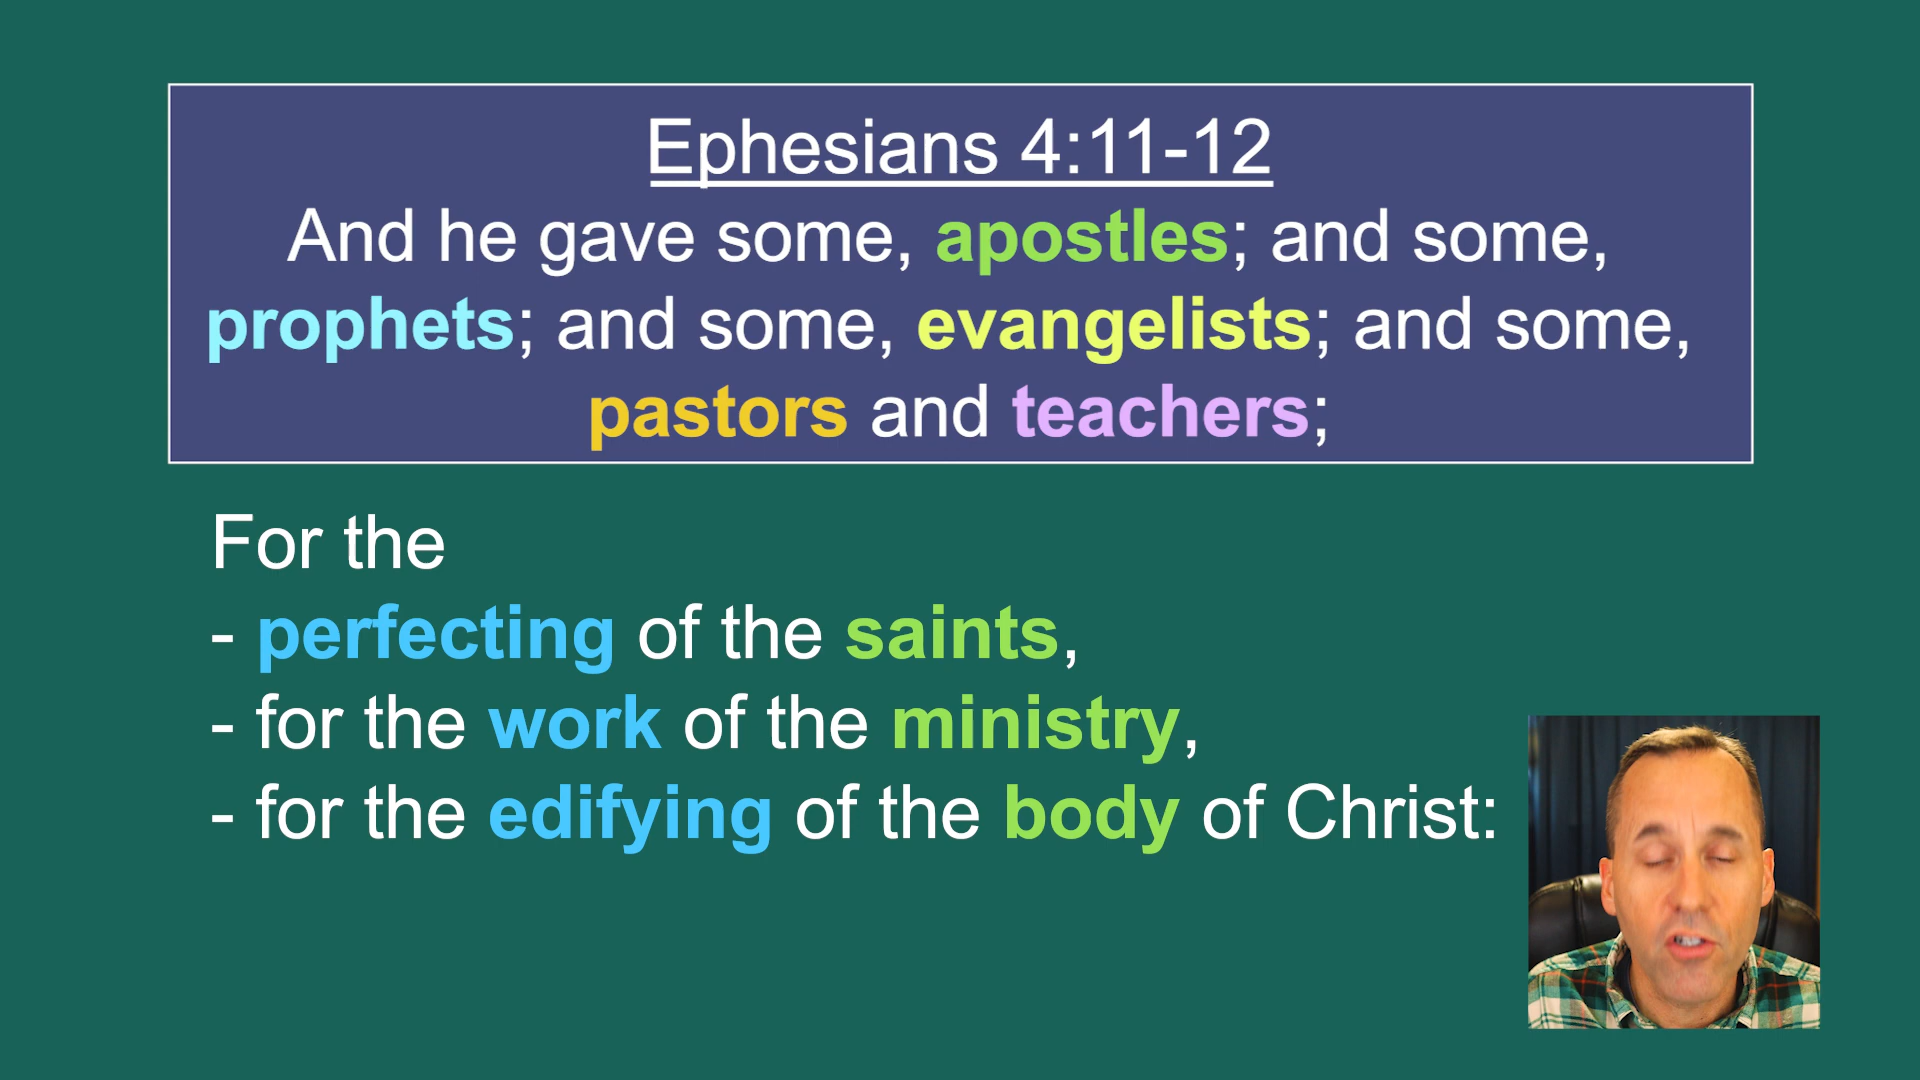 Ephesians 4:11-12
And he gave some, apostles; and some,
prophets; and some, evangelists; and some,
pastors and teachers;
For the
- perfecting of the saints,
- for the work of the ministry,
- for the edifying of the body of Christ: